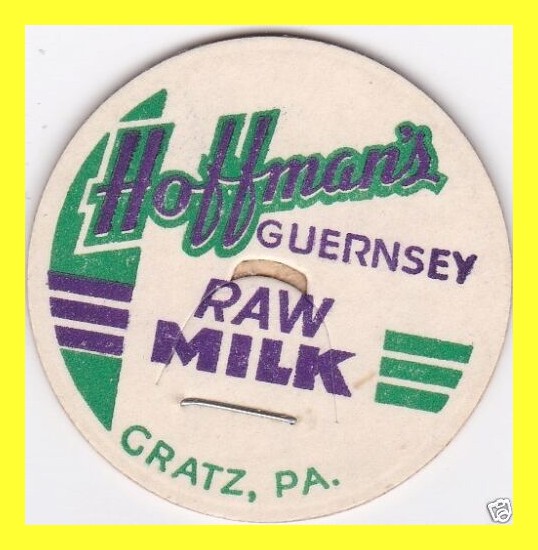 Hoffman's
GUERNSEY
RAW
MILK
GRATZ, PA.